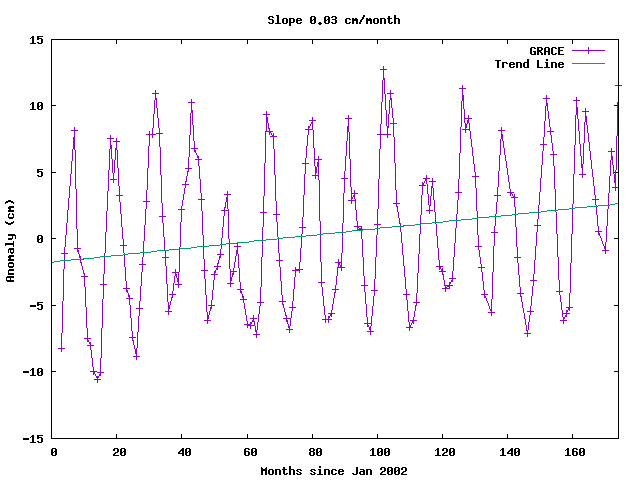 Slope 0.03 cm/month
15
GRACE
Trend Line
10
5
0
-5
-10
-15
Anomaly (cm)
0 20 40 60 80 100 120 140 160
Months since Jan 2002